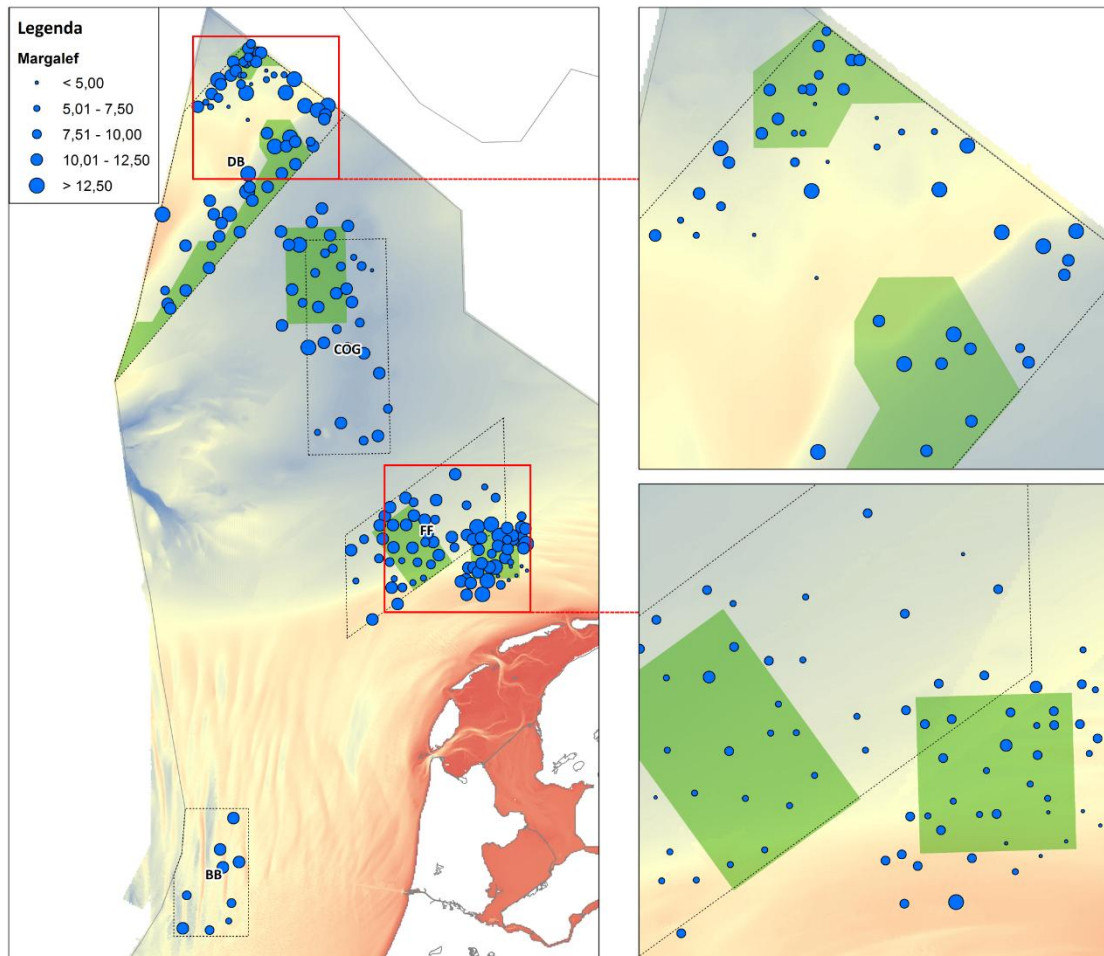 Legenda
Margalef
< 5,00
5,01 - 7,50
7,51 - 10,00
10,01 - 12,50
> 12,50
DB
COG
FF
BB